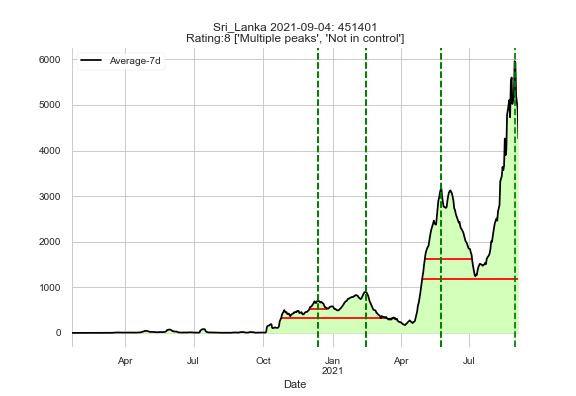 Sri_Lanka 2021-09-04: 451401
Rating:8 ['Multiple peaks', 'Not in control']
Average-7d
6000
5000
4000
3000
2000
1000
0
Apr Jul Oct Jan Apr Jul
2021
Date